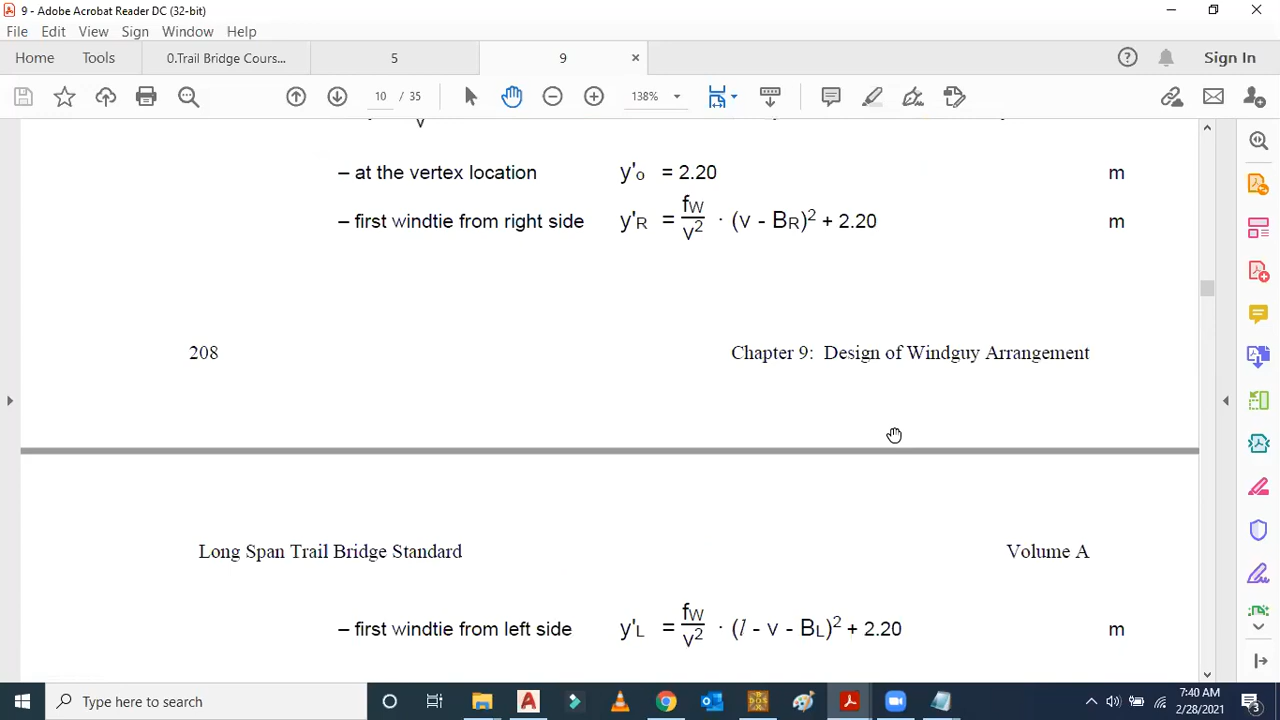 9 - Adobe Acrobat Reader DC (32-bit)
File Edit View Sign Window Help
Home Tools 0.Trail Bridge Cours... 5 9 Sign In
10 / 35 138%
v
– at the vertex location y'o = 2.20 m
– first windtie from right side y'R = fW/v² · (v - BR)² + 2.20 m
208 Chapter 9: Design of Windguy Arrangement
Long Span Trail Bridge Standard Volume A
– first windtie from left side y'L = fW/v² · (l - v - BL)² + 2.20 m
Type here to search
7:40 AM
2/28/2021
3